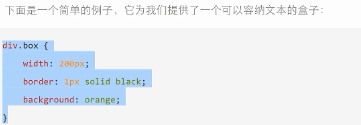 下面是一个简单的例子，它为我们提供了一个可以容纳文本的盒子：
div.box {
    width: 200px;
    border: 1px solid black;
    background: orange;
}